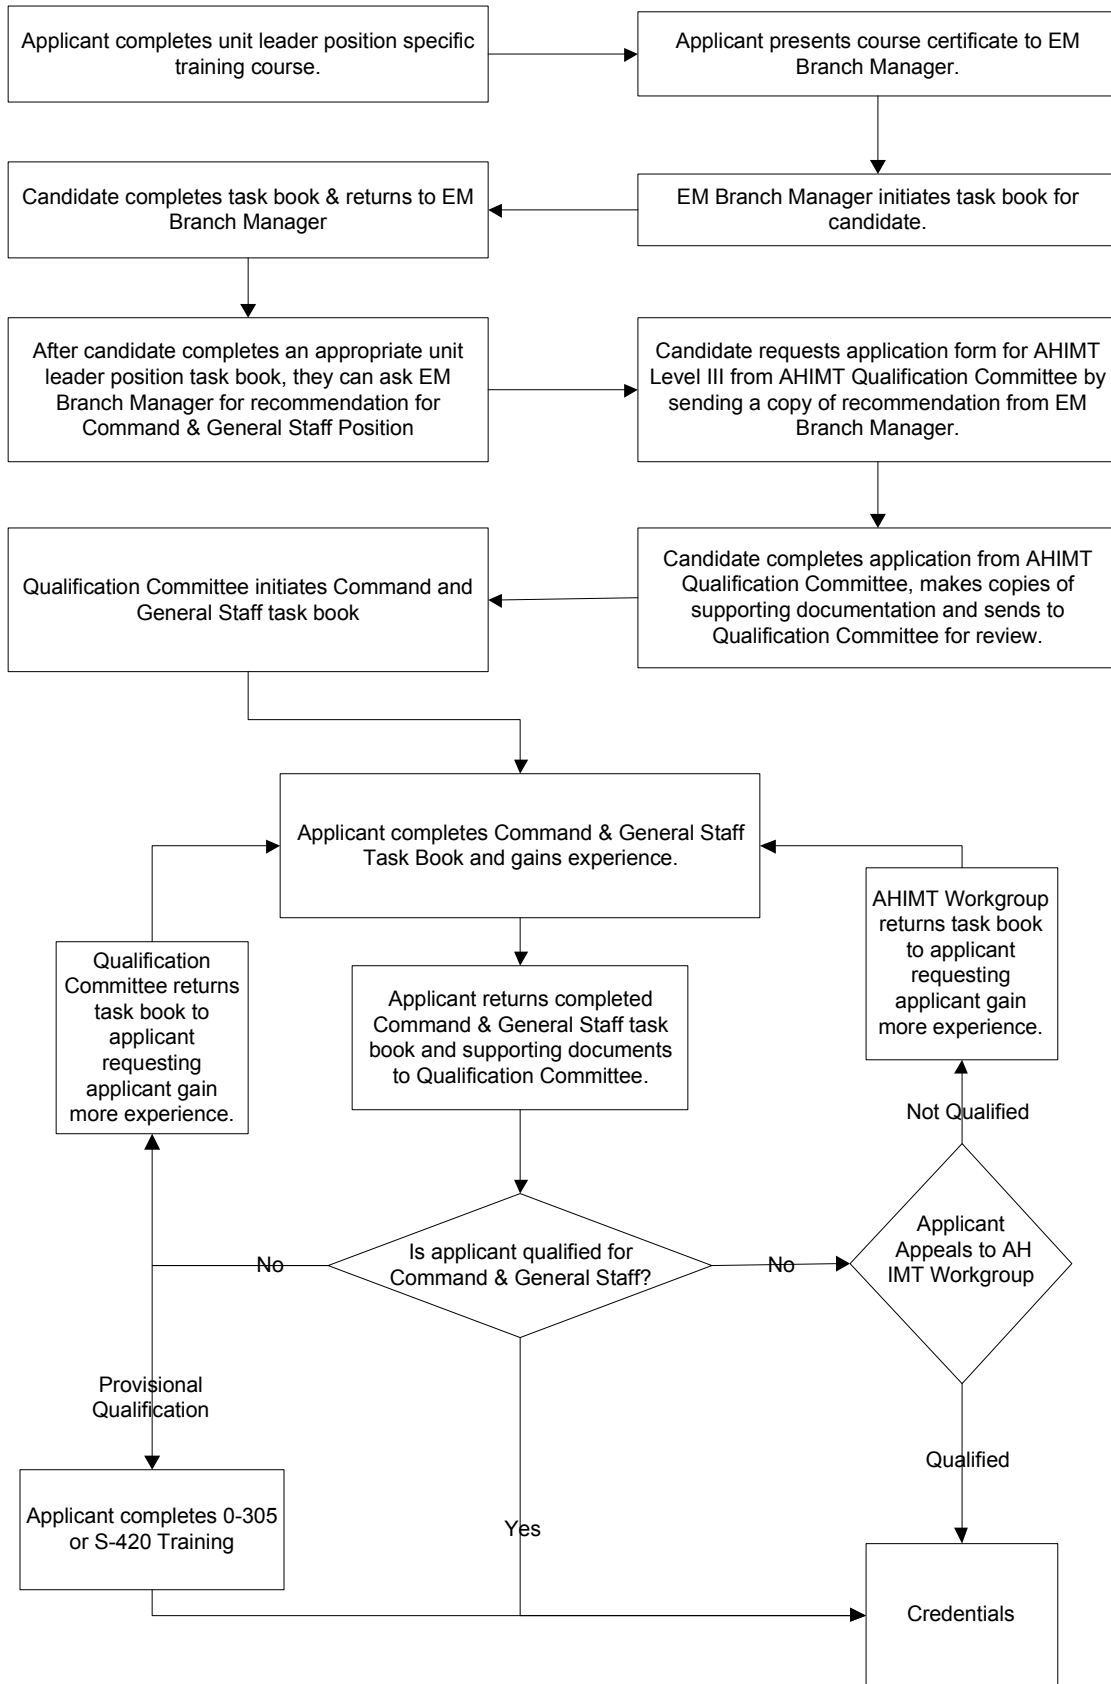 Applicant completes unit leader position specific
training course.
Applicant presents course certificate to EM
Branch Manager.
Candidate completes task book & returns to EM
Branch Manager
EM Branch Manager initiates task book for
candidate.
After candidate completes an appropriate unit
leader position task book, they can ask EM
Branch Manager for recommendation for
Command & General Staff Position
Candidate requests application form for AHIMT
Level III from AHIMT Qualification Committee by
sending a copy of recommendation from EM
Branch Manager.
Qualification Committee initiates Command and
General Staff task book
Candidate completes application from AHIMT
Qualification Committee, makes copies of
supporting documentation and sends to
Qualification Committee for review.
Applicant completes Command & General Staff
Task Book and gains experience.
AHIMT Workgroup
returns task book
to applicant
requesting
applicant gain
more experience.
Qualification
Committee returns
task book to
applicant
requesting
applicant gain
more experience.
Applicant returns completed
Command & General Staff task
book and supporting documents
to Qualification Committee.
Not Qualified
Is applicant qualified for
Command & General Staff?
No
No
Applicant
Appeals to AH
IMT Workgroup
Provisional
Qualification
Qualified
Applicant completes 0-305
or S-420 Training
Yes
Credentials